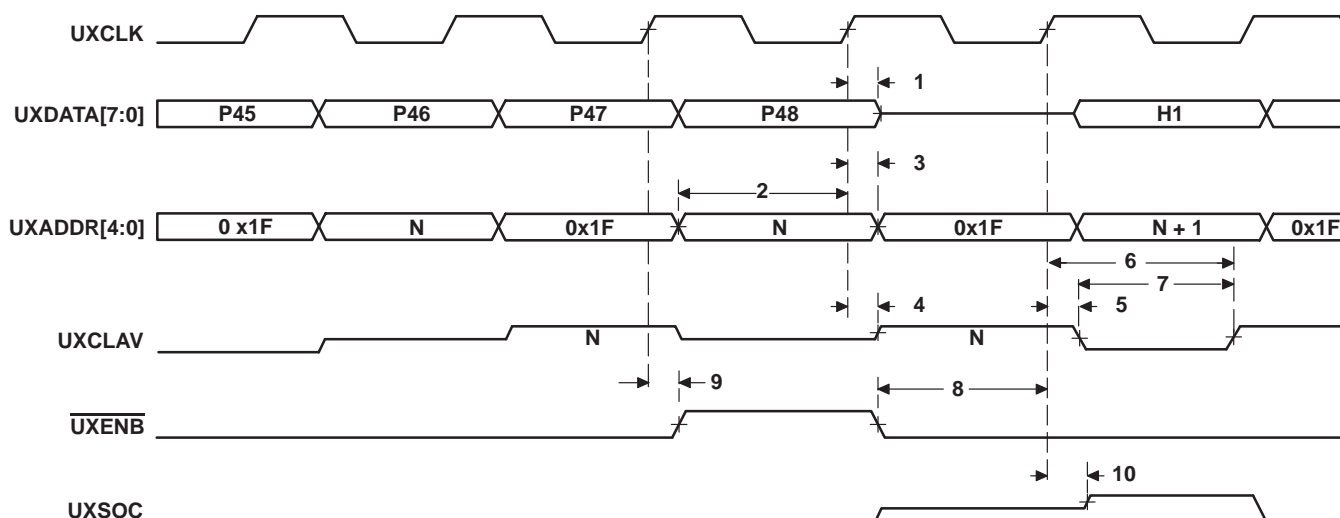 UXCLK
1
UXDATA[7:0] P45 P46 P47 P48 H1
3
2
UXADDR[4:0] 0 x1F N 0x1F N 0x1F N + 1 0x1F
6
7
4 5
UXCLAV N N
9 8
UXENB
10
UXSOC